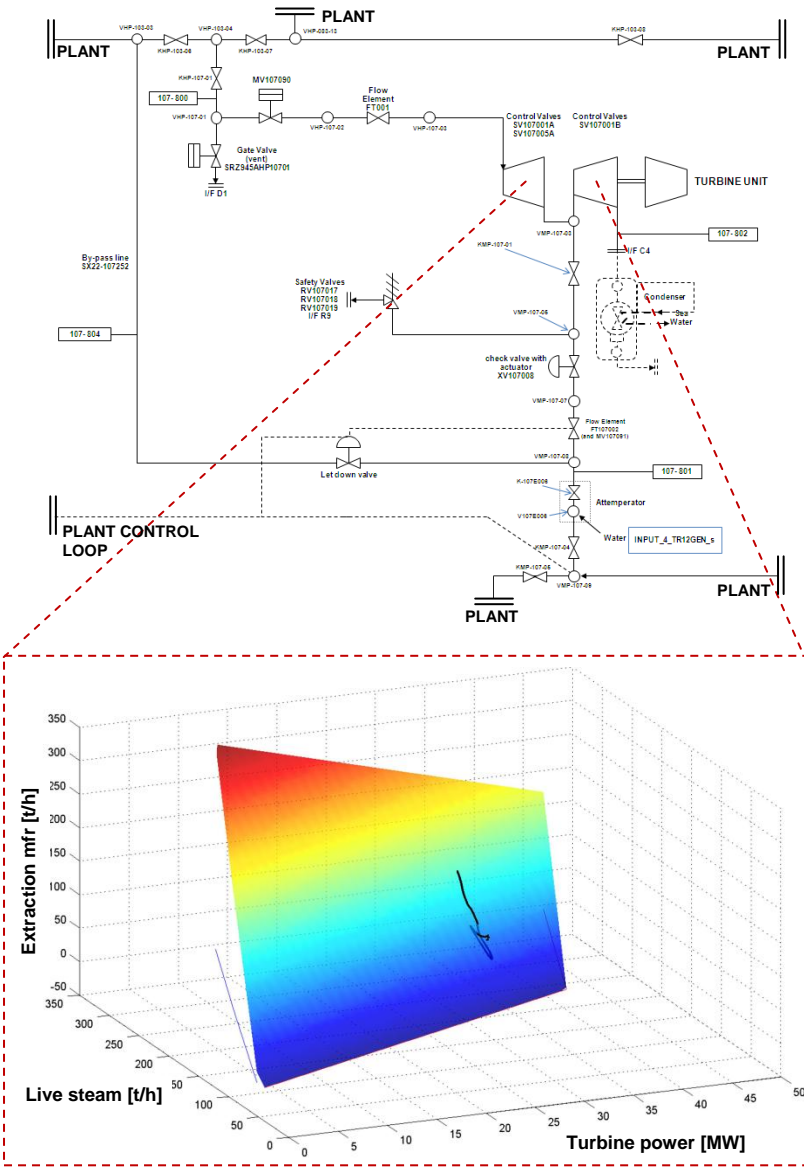 PLANT
VHP-103-03
VHP-103-04
VHP-003-13
KHP-103-06
KHP-103-07
KHP-103-08
PLANT
PLANT
KHP-107-01
MV107090
107-800
Flow
Element
FT001
VHP-107-01
VHP-107-02
VHP-107-03
Control Valves
SV107001A
SV107005A
Control Valves
SV107001B
Gate Valve
(vent)
SRZ945AHP10701
I/F D1
TURBINE UNIT
VMP-107-03
107-802
I/F C4
KMP-107-01
By-pass line
SX22-107252
Safety Valves
RV107017
RV107018
RV107019
I/F R9
Condenser
Sea
Water
VMP-107-06
107-804
check valve with
actuator
XV107008
VMP-107-07
Flow Element
FT107002
(and MV107091)
VMP-107-08
Let down valve
107-801
K-107E006
Attemperator
V107E006
Water
INPUT_4_TR12GEN_s
PLANT CONTROL
LOOP
KMP-107-04
KMP-107-05
VMP-107-09
PLANT
PLANT
Extraction mfr [t/h]
350
300
250
200
150
100
50
0
-50
350
300
250
200
50
100
50
0
Live steam [t/h]
0
5
10
15
20
25
30
35
40
45
50
Turbine power [MW]